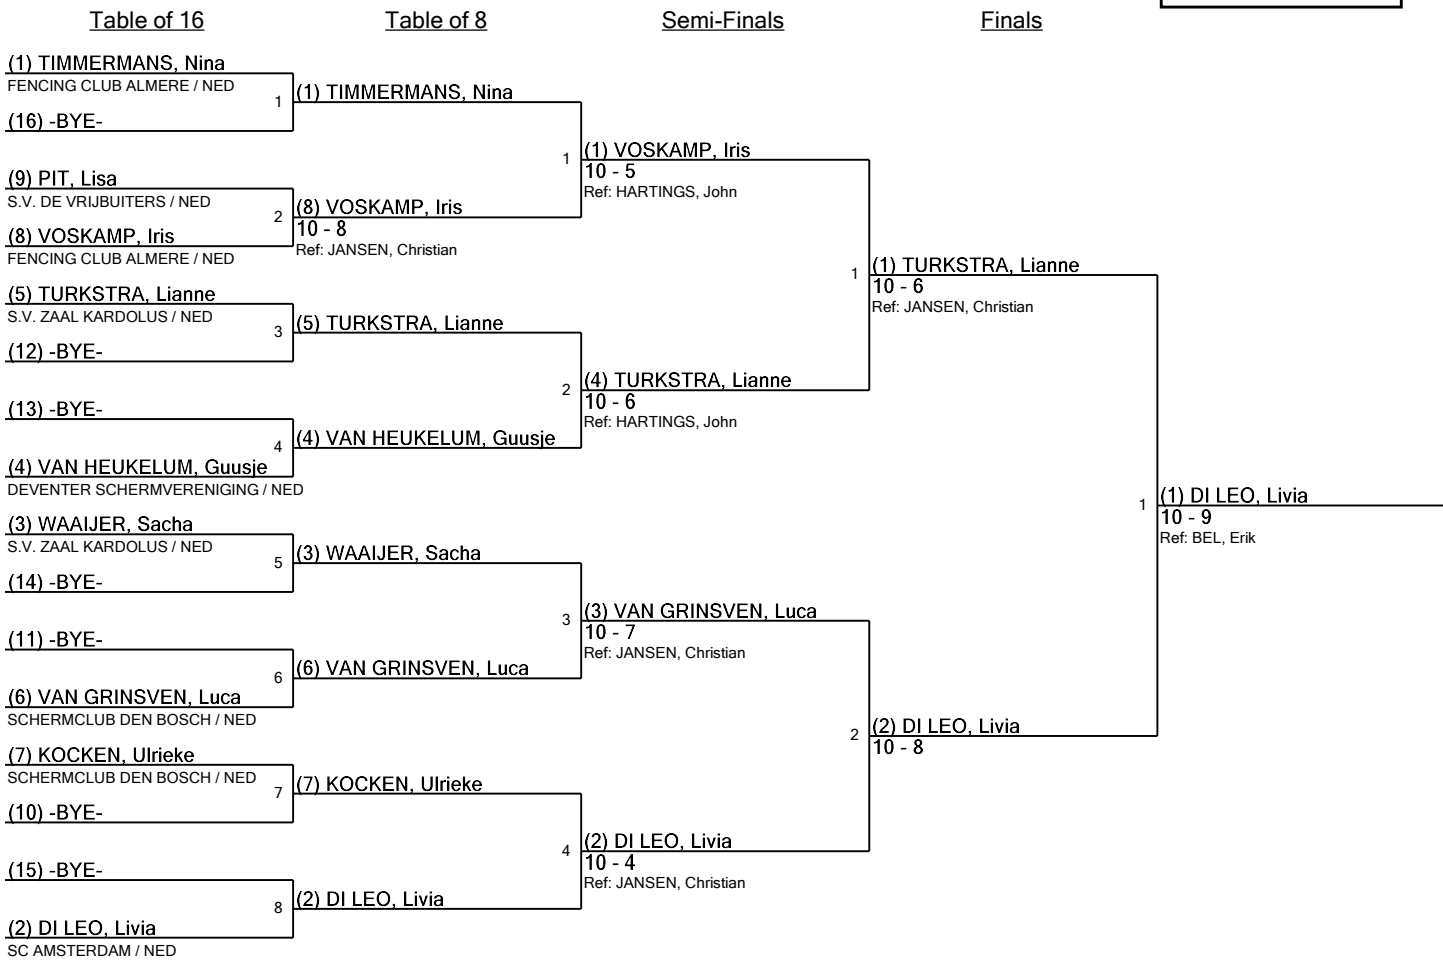 Table of 16
Table of 8
Semi-Finals
Finals
(1) TIMMERMANS, Nina
FENCING CLUB ALMERE / NED
1
(16) -BYE-
(9) PIT, Lisa
S.V. DE VRIJBUITERS / NED
2
(8) VOSKAMP, Iris
FENCING CLUB ALMERE / NED
(5) TURKSTRA, Lianne
S.V. ZAAL KARDOLUS / NED
3
(12) -BYE-
(13) -BYE-
4
(4) VAN HEUKELUM, Guusje
DEVENTER SCHERMVERENIGING / NED
(3) WAAIJER, Sacha
S.V. ZAAL KARDOLUS / NED
5
(14) -BYE-
(11) -BYE-
6
(6) VAN GRINSVEN, Luca
SCHERMCLUB DEN BOSCH / NED
(7) KOCKEN, Ulrieke
SCHERMCLUB DEN BOSCH / NED
7
(10) -BYE-
(15) -BYE-
8
(2) DI LEO, Livia
SC AMSTERDAM / NED
(1) TIMMERMANS, Nina
1
(8) VOSKAMP, Iris
10 - 8
Ref: JANSEN, Christian
(5) TURKSTRA, Lianne
2
(4) VAN HEUKELUM, Guusje
(3) WAAIJER, Sacha
3
(6) VAN GRINSVEN, Luca
(7) KOCKEN, Ulrieke
4
(2) DI LEO, Livia
(1) VOSKAMP, Iris
10 - 5
Ref: HARTINGS, John
1
(4) TURKSTRA, Lianne
10 - 6
Ref: HARTINGS, John
(3) VAN GRINSVEN, Luca
10 - 7
Ref: JANSEN, Christian
2
(2) DI LEO, Livia
10 - 4
Ref: JANSEN, Christian
(1) TURKSTRA, Lianne
10 - 6
Ref: JANSEN, Christian
1
(2) DI LEO, Livia
10 - 8
(1) DI LEO, Livia
10 - 9
Ref: BEL, Erik